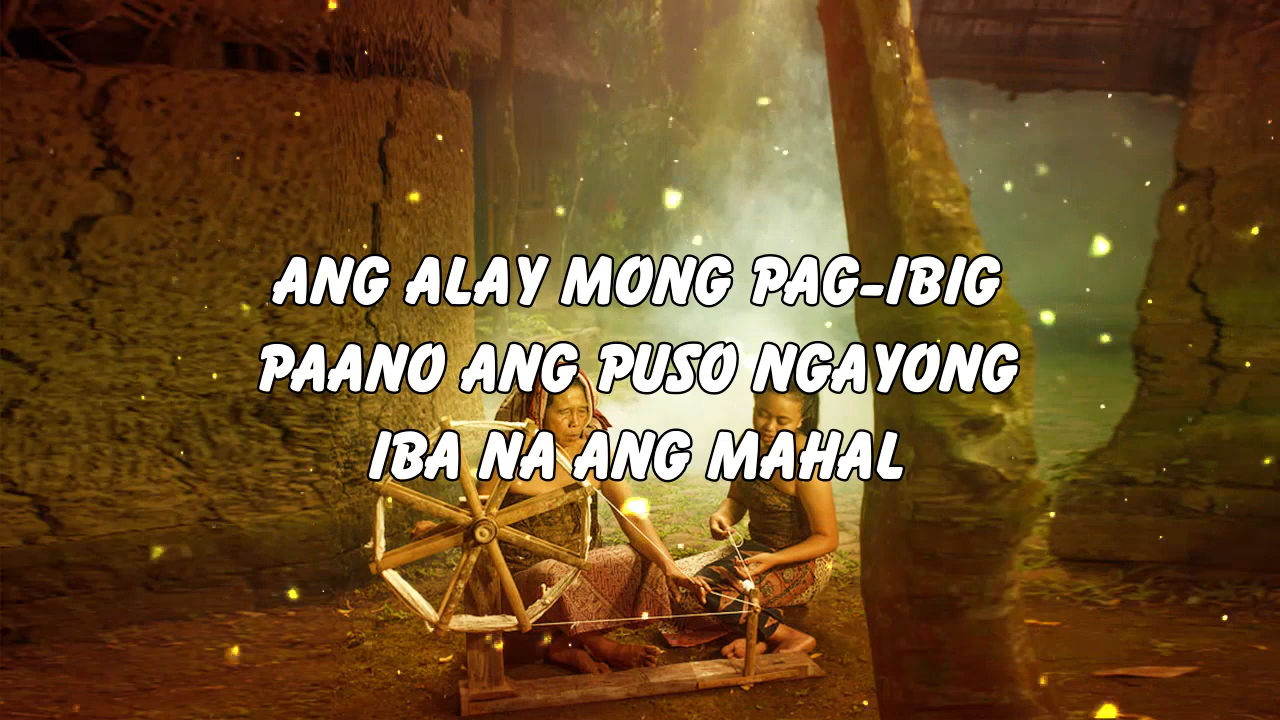 ANG ALAY MONG PAG-IBIG
PAANO ANG PUSO NGAYONG
IBA NA ANG MAHAL